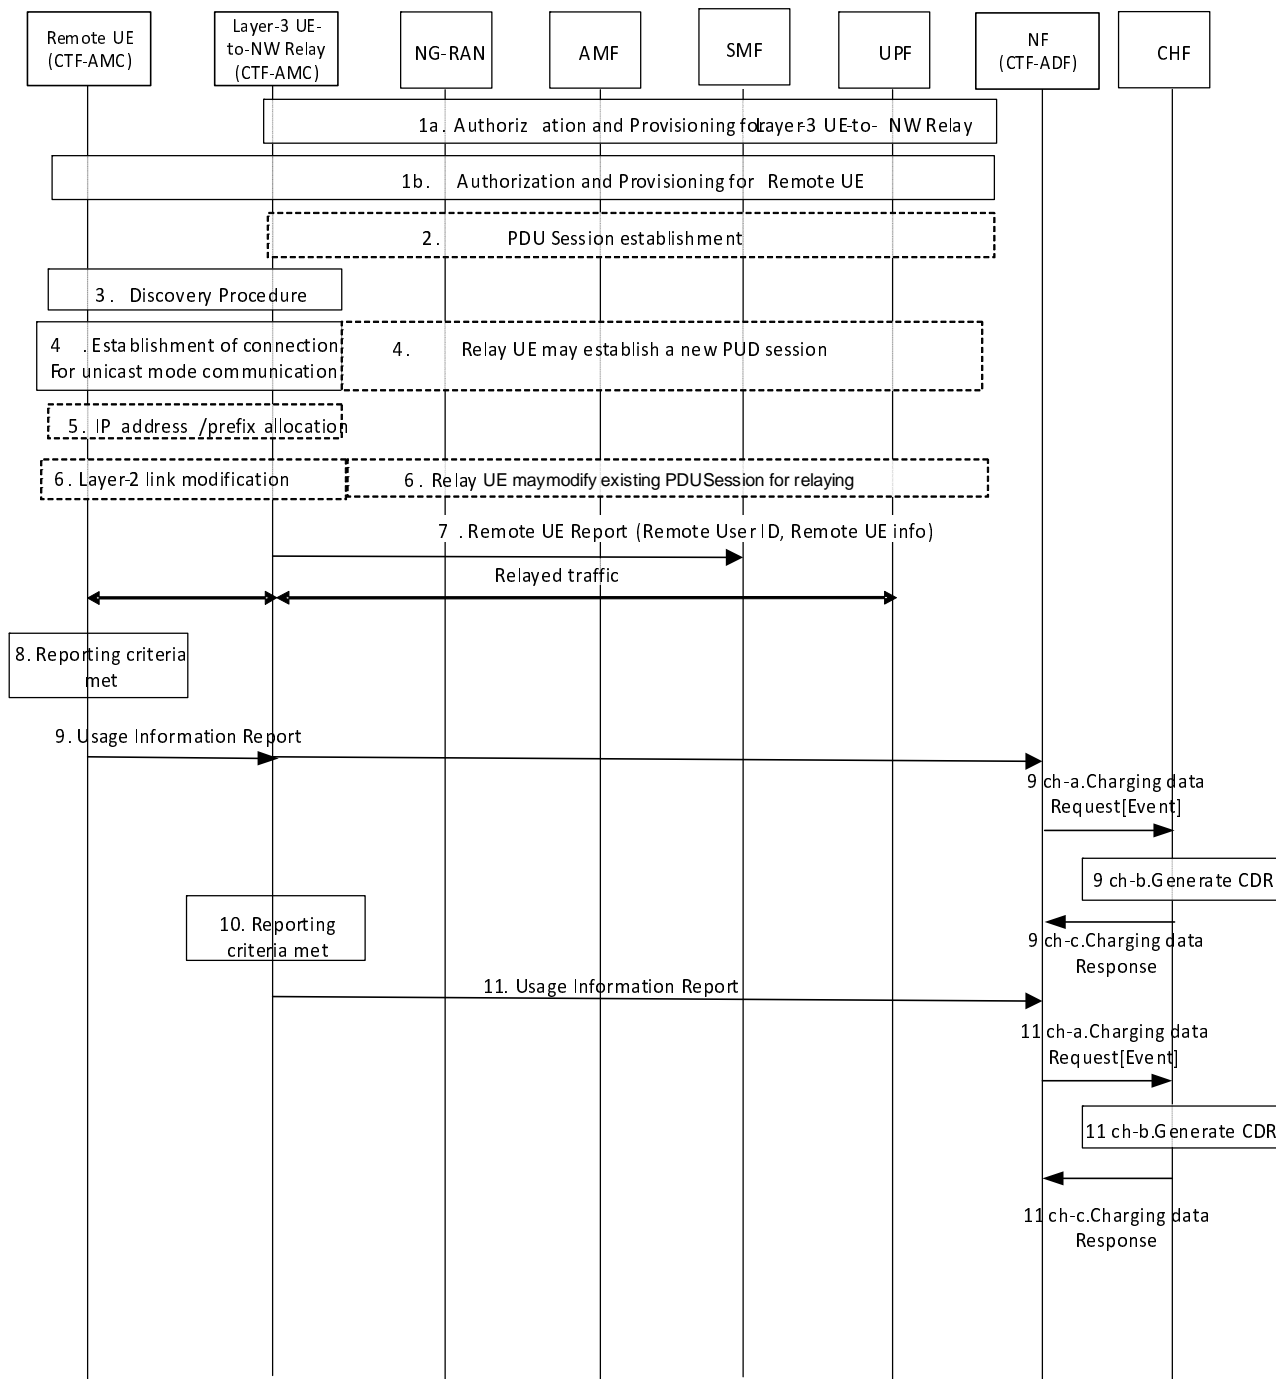 Remote UE
(CTF-AMC)
Layer-3 UE-
to-NW Relay
(CTF-AMC)
NG-RAN
AMF
SMF
UPF
NF
(CTF-ADF)
CHF
1a. Authoriz ation and Provisioning for Layer-3 UE-to- NW Relay
1b. Authorization and Provisioning for Remote UE
2. PDU Session establishment
3. Discovery Procedure
4 .Establishment of connection
For unicast mode communication
4. Relay UE may establish a new PUD session
5. IP address /prefix allocation
6. Layer-2 link modification
6. Relay UE maymodify existing PDUSession for relaying
7 .Remote UE Report (Remote User ID, Remote UE info)
Relayed traffic
8. Reporting criteria
met
9. Usage Information Report
9 ch-a.Charging data
Request[Event]
9 ch-b.Generate CDR
9 ch-c.Charging data
Response
10. Reporting
criteria met
11. Usage Information Report
11 ch-a.Charging data
Request[Event]
11 ch-b.Generate CDR
11 ch-c.Charging data
Response